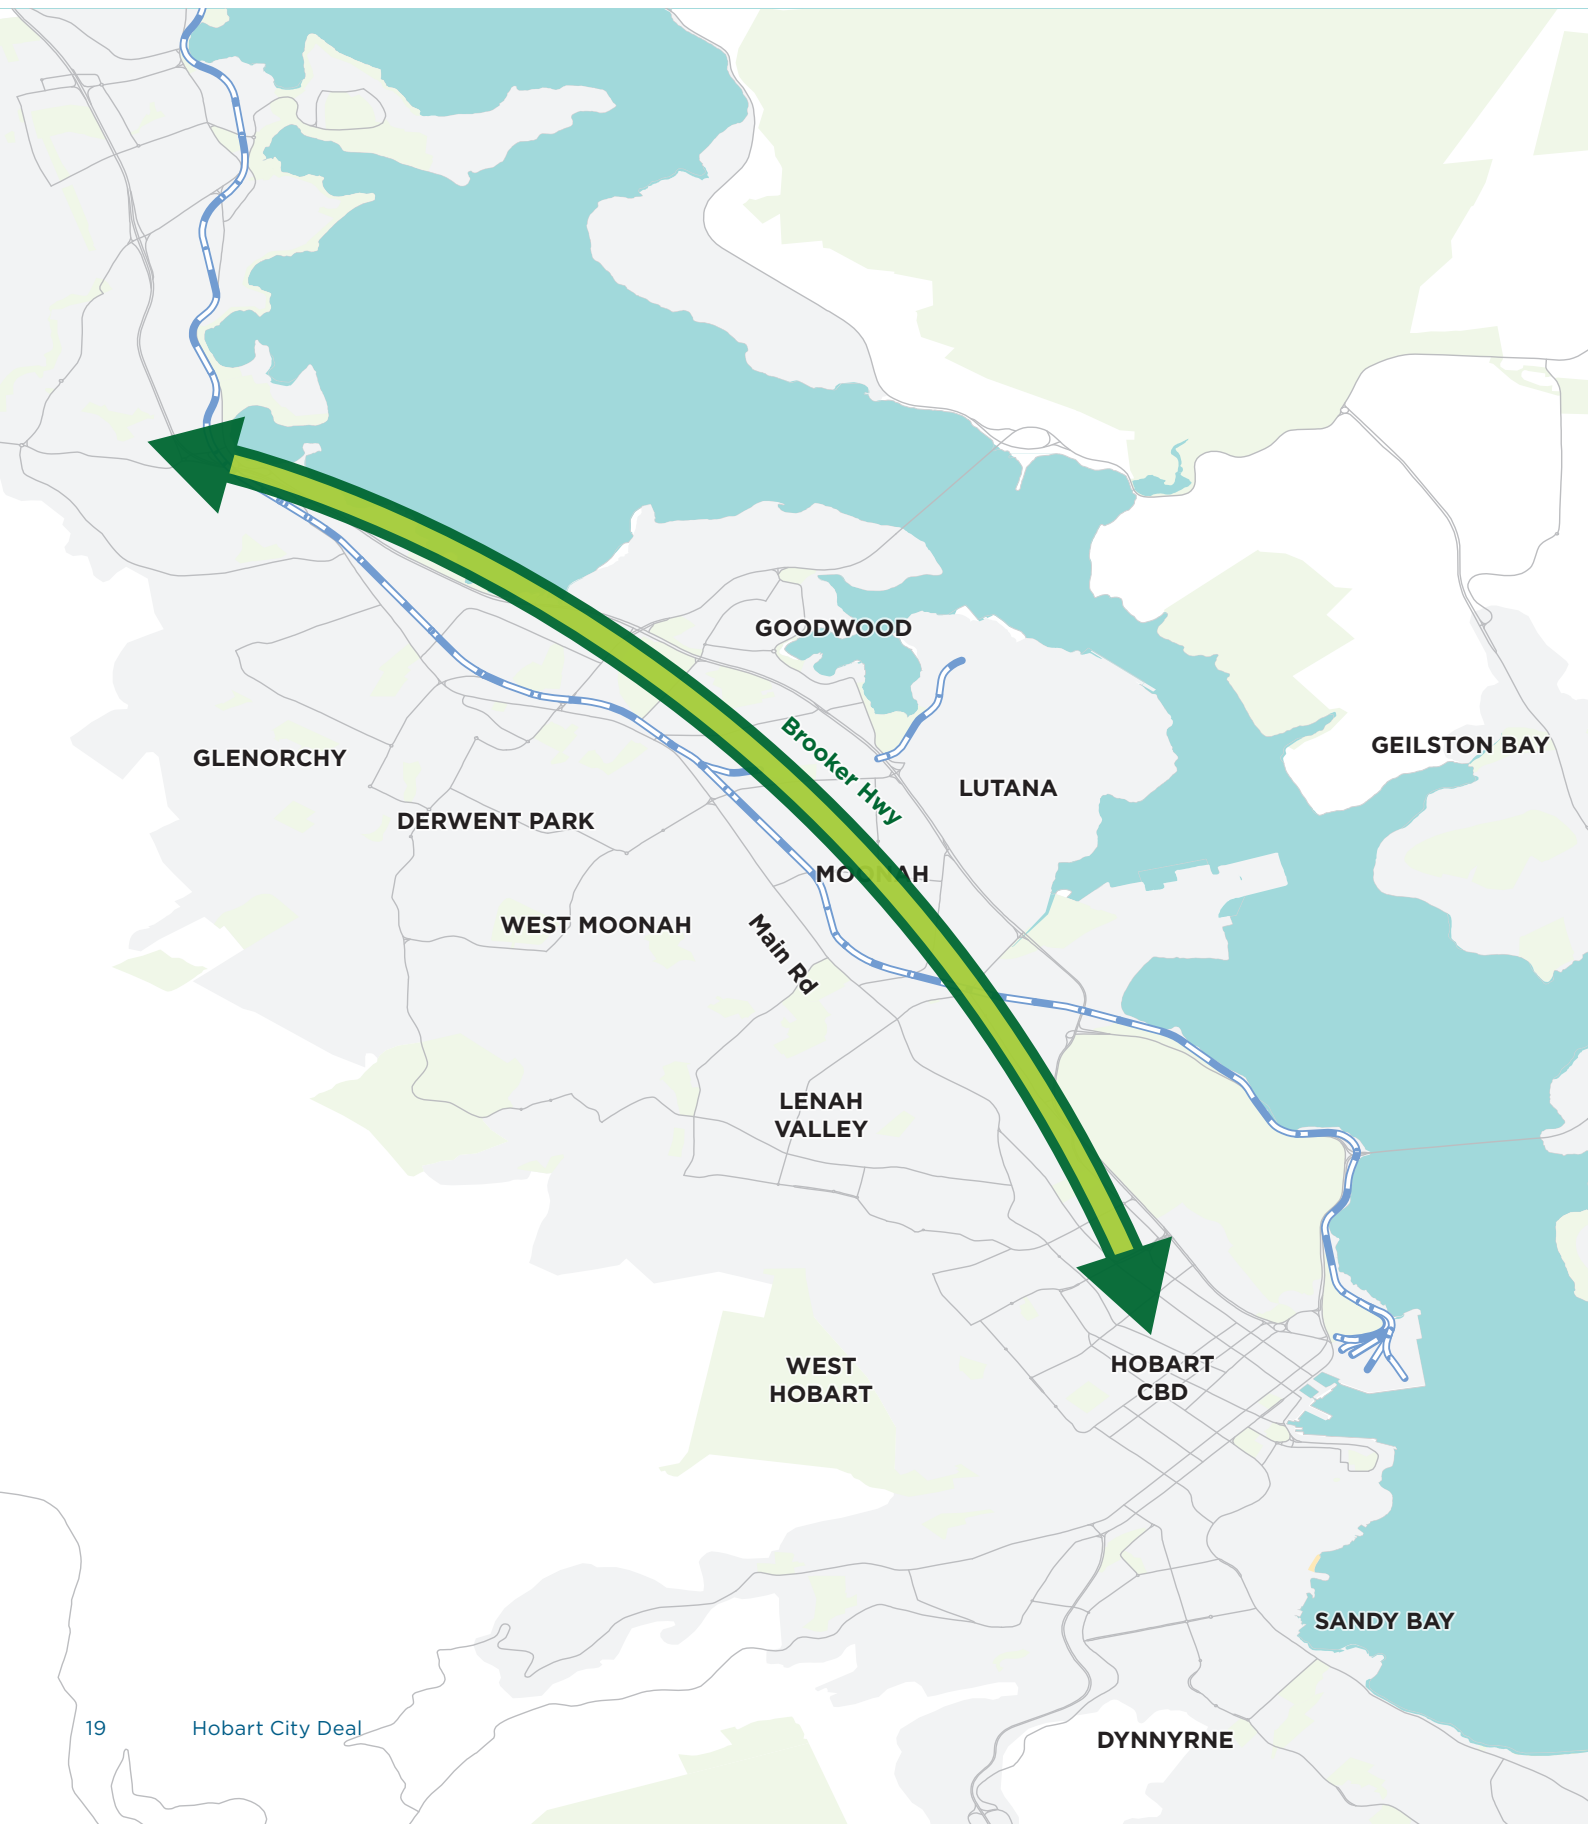 GOODWOOD
Brooker Hwy
GEILSTON BAY
GLENORCHY
LUTANA
DERWENT PARK
MOONAH
WEST MOONAH
Main Rd
LENAH
VALLEY
WEST
HOBART
HOBART
CBD
SANDY BAY
DYNNYRNE
19
Hobart City Deal